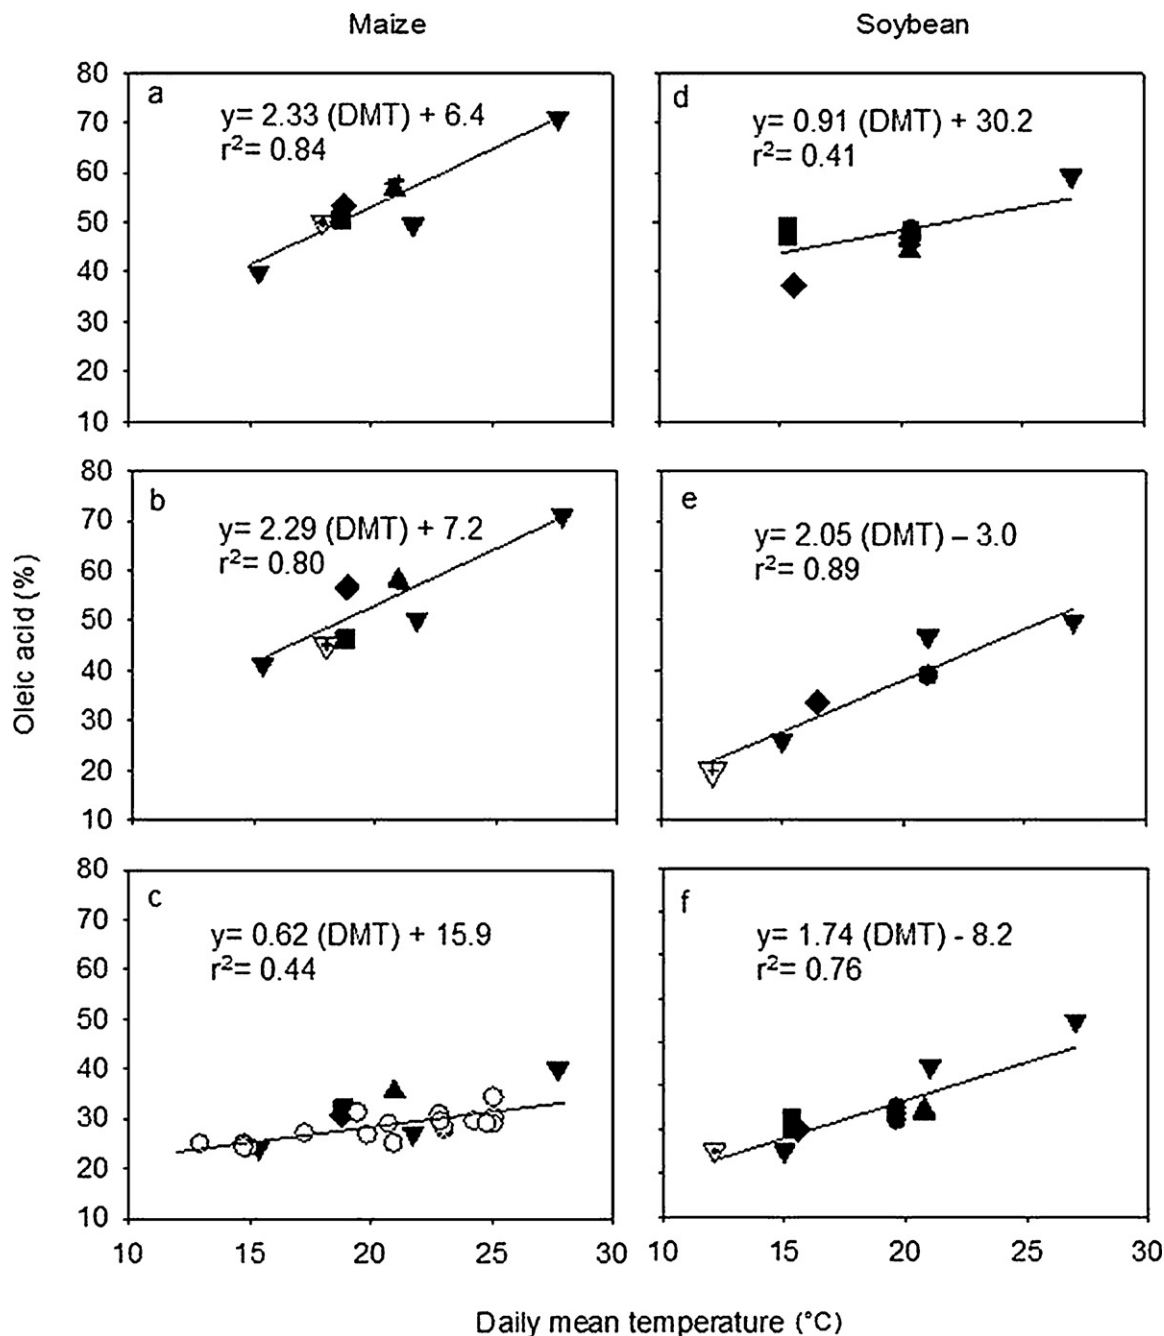 Maize
Soybean
a
y= 2.33 (DMT) + 6.4
r²= 0.84
80
70
60
50
40
30
20
10
d
y= 0.91 (DMT) + 30.2
r²= 0.41
b
y= 2.29 (DMT) + 7.2
r²= 0.80
80
70
60
50
40
30
20
10
e
y= 2.05 (DMT) – 3.0
r²= 0.89
Oleic acid (%)
c
y= 0.62 (DMT) + 15.9
r²= 0.44
80
70
60
50
40
30
20
10
10 15 20 25 30
f
y= 1.74 (DMT) - 8.2
r²= 0.76
10 15 20 25 30
Daily mean temperature (°C)